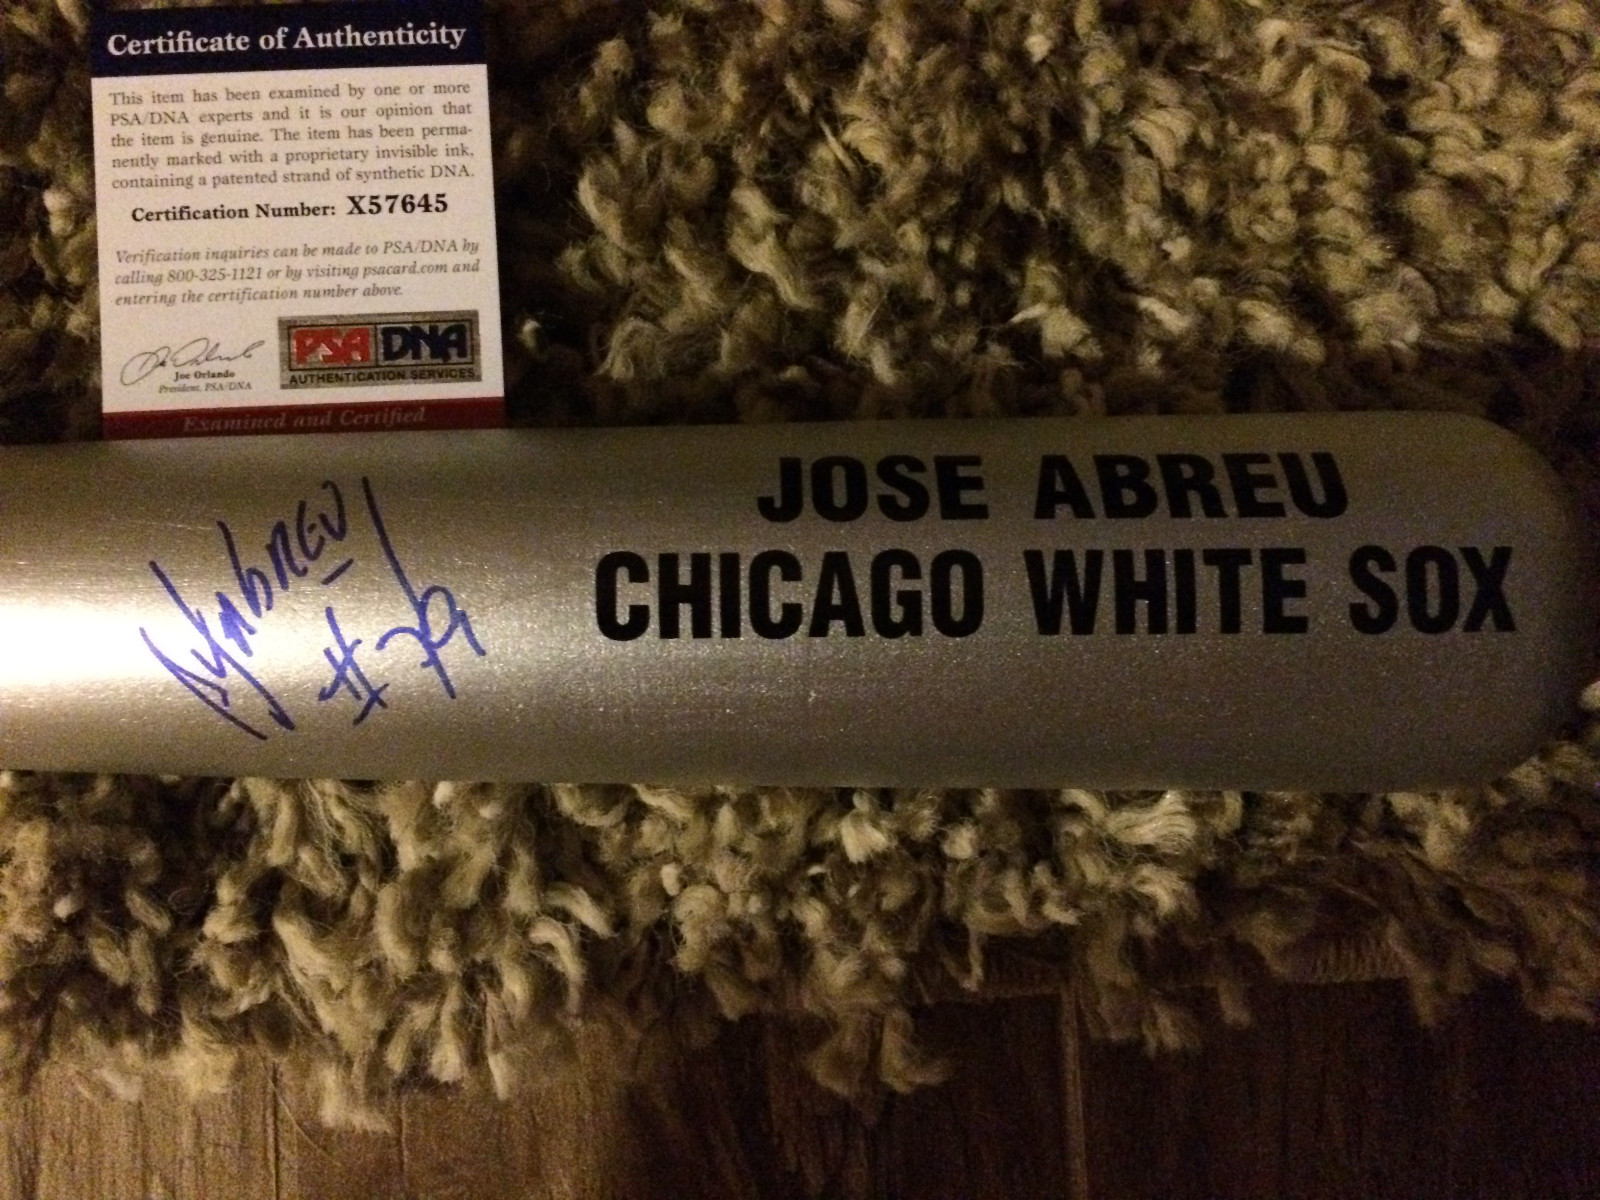 Certificate of Authenticity
This item has been examined by one or more
PSA/DNA experts and it is our opinion that
the item is genuine. The item has been perma-
nently marked with a proprietary invisible ink,
containing a patented strand of synthetic DNA.
Certification Number: X57645
Verification inquiries can be made to PSA/DNA by
calling 800-325-1121 or by visiting psacard.com and
entering the certification number above.
Joe Orlando
President, PSA/DNA
PSA DNA
AUTHENTICATION SERVICES
Examined and Certified
JOSE ABREU
CHICAGO WHITE SOX
#79